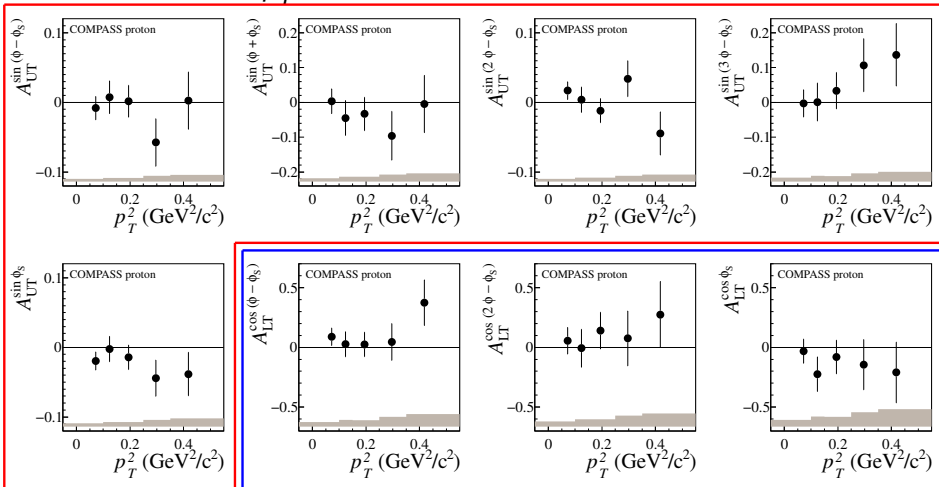 A_UT^sin (ϕ − ϕ_S)
COMPASS proton
0.1
0
−0.1
0 0.2 0.4
p_T^2 (GeV^2/c^2)
A_UT^sin (ϕ + ϕ_S)
COMPASS proton
0.2
0.1
0
−0.1
−0.2
0 0.2 0.4
p_T^2 (GeV^2/c^2)
A_UT^sin (2 ϕ − ϕ_S)
COMPASS proton
0.1
0
−0.1
0 0.2 0.4
p_T^2 (GeV^2/c^2)
A_UT^sin (3 ϕ − ϕ_S)
COMPASS proton
0.2
0.1
0
−0.1
−0.2
0 0.2 0.4
p_T^2 (GeV^2/c^2)
A_UT^sin ϕ_S
COMPASS proton
0.1
0
−0.1
0 0.2 0.4
p_T^2 (GeV^2/c^2)
A_LT^cos (ϕ − ϕ_S)
COMPASS proton
0.5
0
−0.5
0 0.2 0.4
p_T^2 (GeV^2/c^2)
A_LT^cos (2 ϕ − ϕ_S)
COMPASS proton
0.5
0
−0.5
0 0.2 0.4
p_T^2 (GeV^2/c^2)
A_LT^cos ϕ_S
COMPASS proton
0.5
0
−0.5
0 0.2 0.4
p_T^2 (GeV^2/c^2)